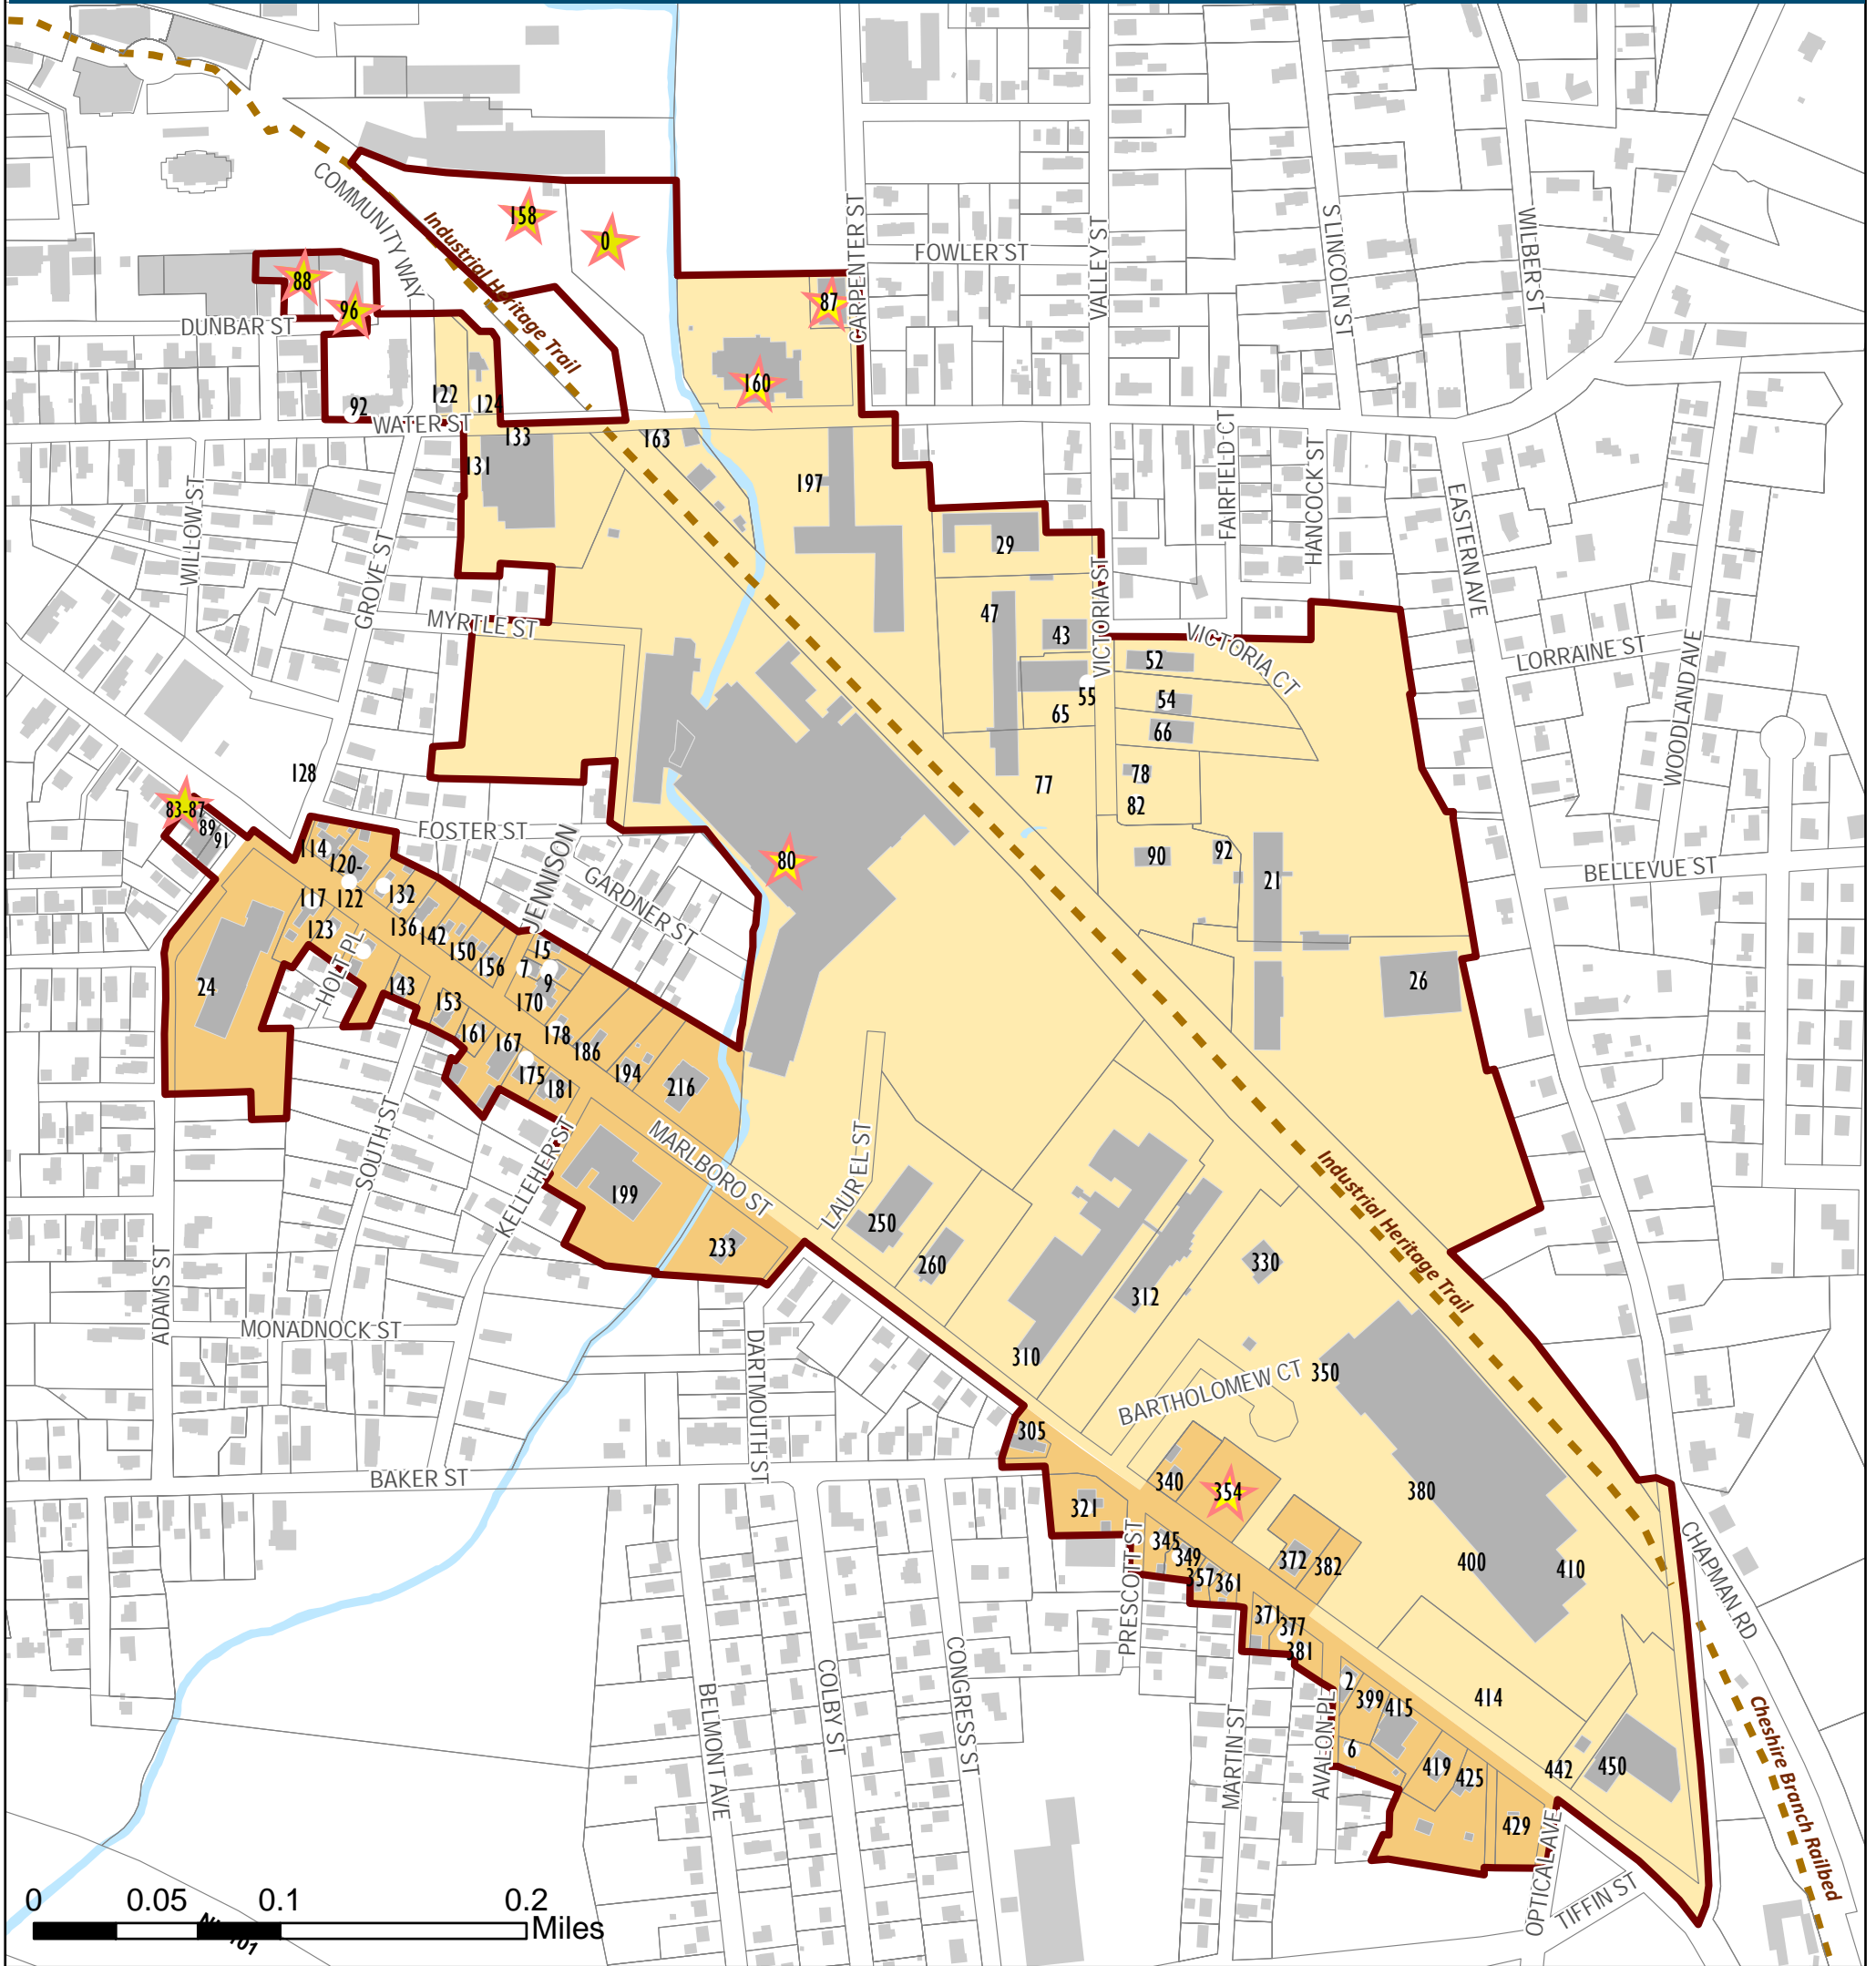 COMMUNITY WAY
Industrial Heritage Trail
158
0
S LINCOLN ST
WILBER ST
CARPENTER ST
VALLEY ST
FOWLER ST
88
96
87
DUNBAR ST
160
122
124
92
WATER ST
133
163
131
197
FAIRFIELD CT
HANCOCK ST
EASTERN AVE
WILLOW ST
GROVE ST
29
VICTORIA ST
47
43
MYRTLE ST
VICTORIA CT
52
LORRAINE ST
WOODLAND AVE
54
55
65
66
128
77
78
82
83-87
89
91
FOSTER ST
JENNISON
GARDNER ST
80
90
92
21
BELLEVUE ST
114
120-
122
117
132
123
136
142
150
156
HOLT PL
15
7
9
24
143
153
170
26
161
167
178
186
175
181
194
216
SOUTH ST
KELLEHER ST
MARLBORO ST
LAUREL ST
Industrial Heritage Trail
199
233
250
260
330
312
310
ADAMS ST
MONADNOCK ST
DARTMOUTH ST
BARTHOLOMEW CT
350
305
BAKER ST
340
354
380
321
PRESCOTT ST
345
349
357
361
372
382
400
410
CHAPMAN RD
371
377
381
BELMONT AVE
COLBY ST
CONGRESS ST
MARTIN ST
AVALON PL
2
399
415
414
6
419
425
442
450
429
OPTICAL AVE
TIFFIN ST
Cheshire Branch Railbed
0 0.05 0.1 0.2
Miles